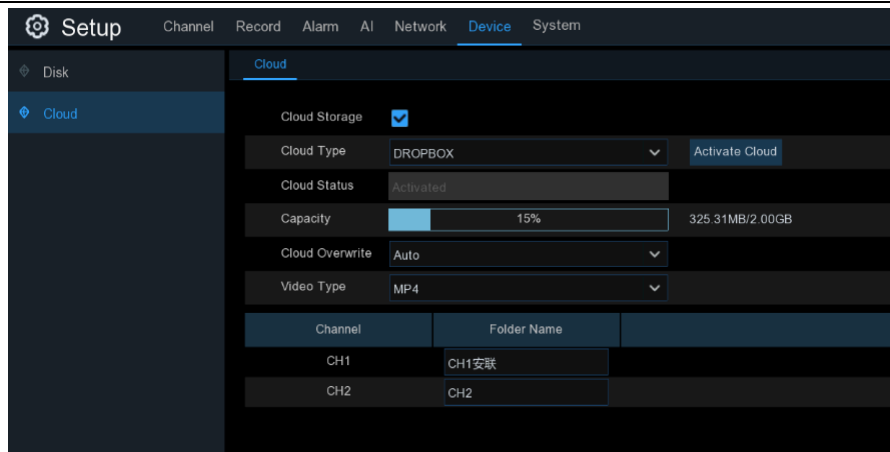 Setup Channel Record Alarm AI Network Device System
Disk
Cloud
Cloud
Cloud Storage
Cloud Type DROPBOX Activate Cloud
Cloud Status Activated
Capacity 15% 325.31MB/2.00GB
Cloud Overwrite Auto
Video Type MP4
Channel Folder Name
CH1 CH1安联
CH2 CH2